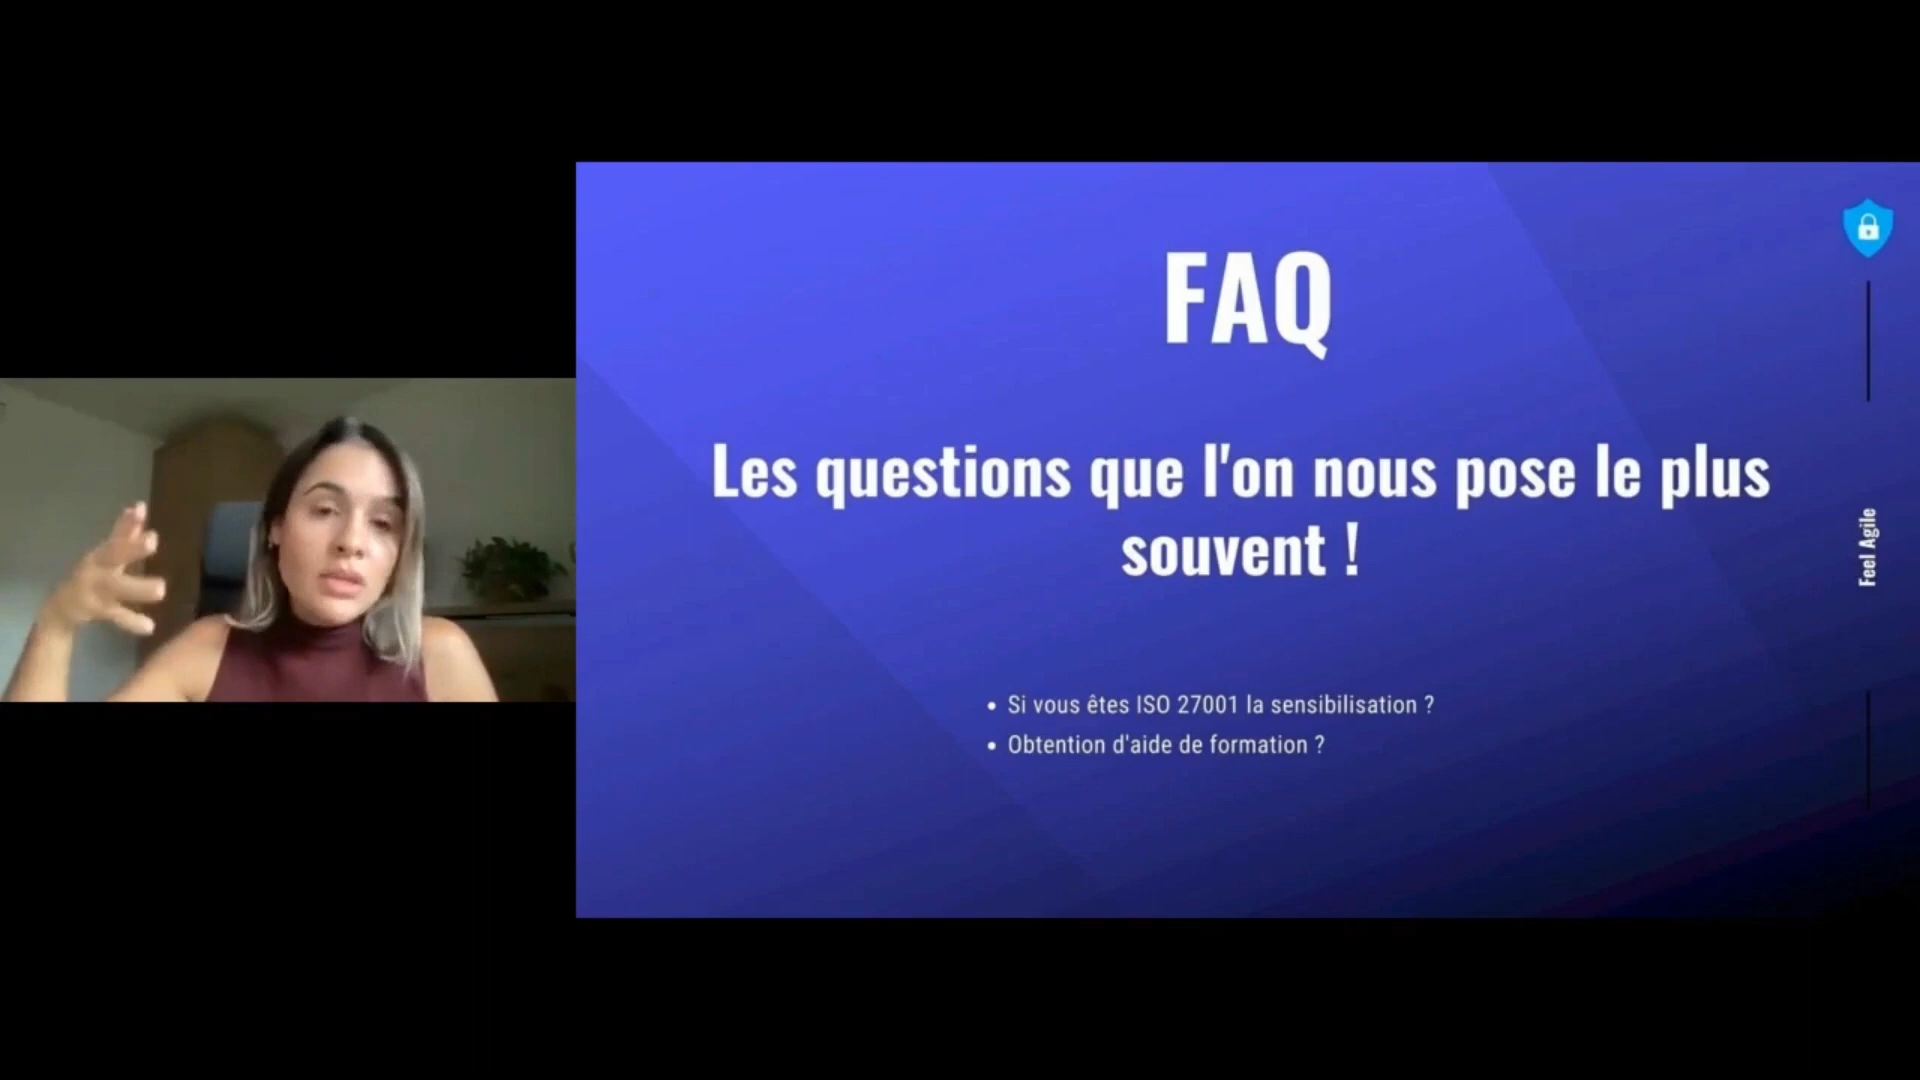 FAQ
Les questions que l'on nous pose le plus
souvent !
• Si vous êtes ISO 27001 la sensibilisation ?
• Obtention d'aide de formation ?
Feel Agile